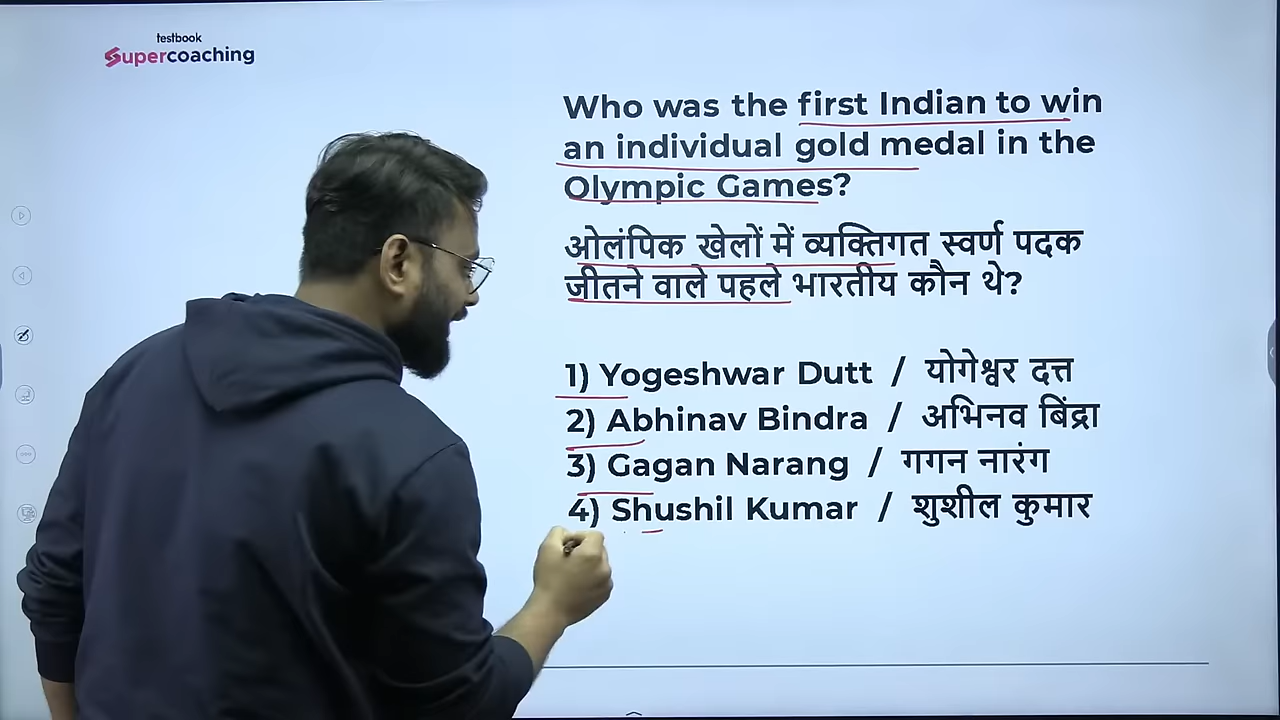 testbook
Supercoaching
Who was the first Indian to win
an individual gold medal in the
Olympic Games?
ओलंपिक खेलों में व्यक्तिगत स्वर्ण पदक
जीतने वाले पहले भारतीय कौन थे?
1) Yogeshwar Dutt / योगेश्वर दत्त
2) Abhinav Bindra / अभिनव बिंद्रा
3) Gagan Narang / गगन नारंग
4) Shushil Kumar / शुशील कुमार